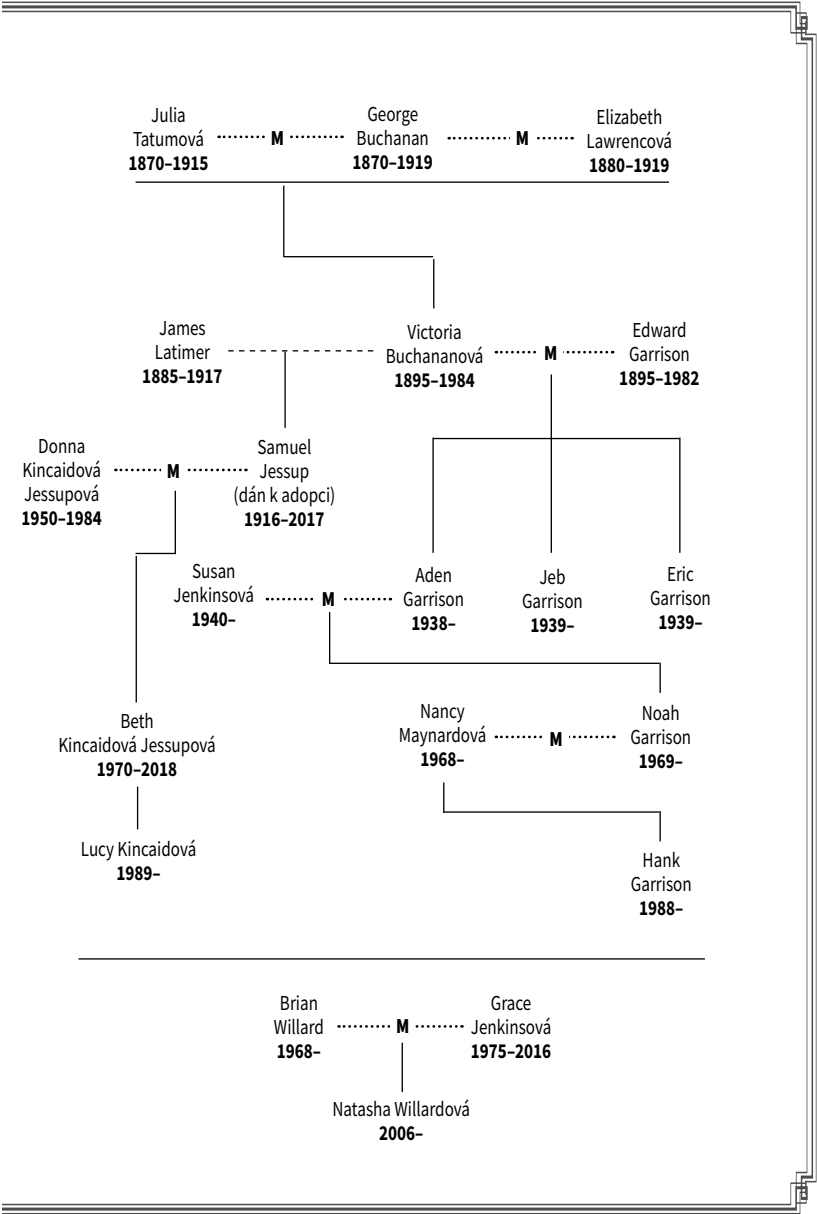 Julia
Tatumová
1870–1915
M
George
Buchanan
1870–1919
M
Elizabeth
Lawrencová
1880–1919
James
Latimer
1885–1917
Victoria
Buchananová
1895–1984
M
Edward
Garrison
1895–1982
Donna
Kincaidová
Jessupová
1950–1984
M
Samuel
Jessup
(dán k adopci)
1916–2017
Susan
Jenkinsová
1940–
M
Aden
Garrison
1938–
Jeb
Garrison
1939–
Eric
Garrison
1939–
Beth
Kincaidová Jessupová
1970–2018
Nancy
Maynardová
1968–
M
Noah
Garrison
1969–
Lucy Kincaidová
1989–
Hank
Garrison
1988–
Brian
Willard
1968–
M
Grace
Jenkinsová
1975–2016
Natasha Willardová
2006–